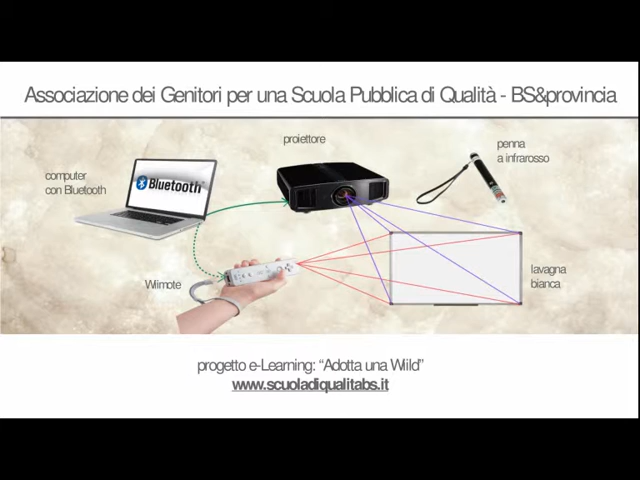 Associazione dei Genitori per una Scuola Pubblica di Qualità - BS&provincia
proiettore
penna
a infrarosso
computer
con Bluetooth
Bluetooth
Wiimote
lavagna
bianca
progetto e-Learning: “Adotta una Wiild”
www.scuoladiqualitabs.it